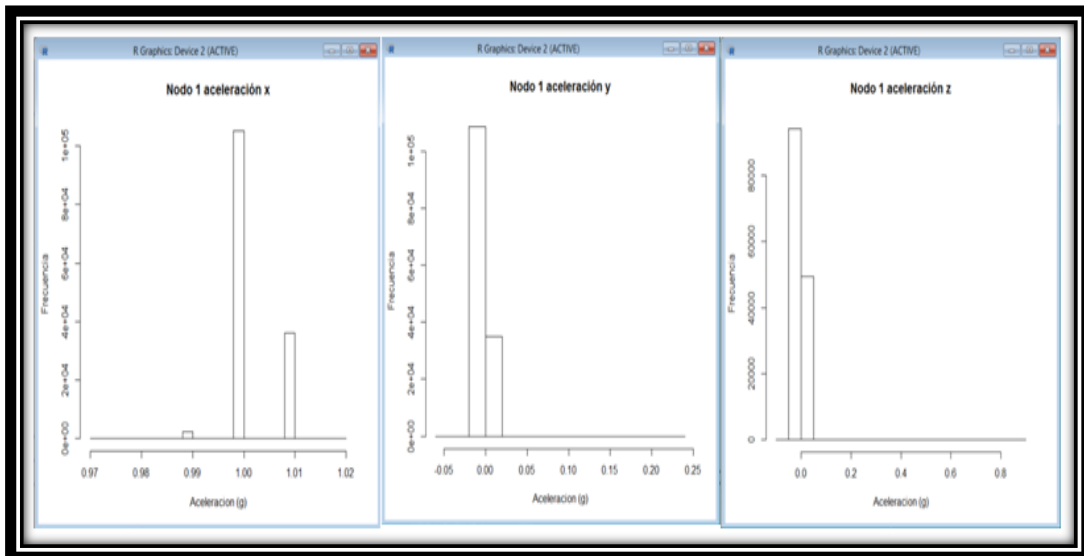 R Graphics: Device 2 (ACTIVE)
Nodo 1 aceleración x
Frecuencia
0e+00 2e+04 4e+04 6e+04 8e+04 1e+05
0.97 0.98 0.99 1.00 1.01 1.02
Aceleracion (g)
R Graphics: Device 2 (ACTIVE)
Nodo 1 aceleración y
Frecuencia
0e+00 2e+04 4e+04 6e+04 8e+04 1e+05
-0.05 0.00 0.05 0.10 0.15 0.20 0.25
Aceleracion (g)
R Graphics: Device 2 (ACTIVE)
Nodo 1 aceleración z
Frecuencia
0 20000 40000 60000 80000
0.0 0.2 0.4 0.6 0.8
Aceleracion (g)